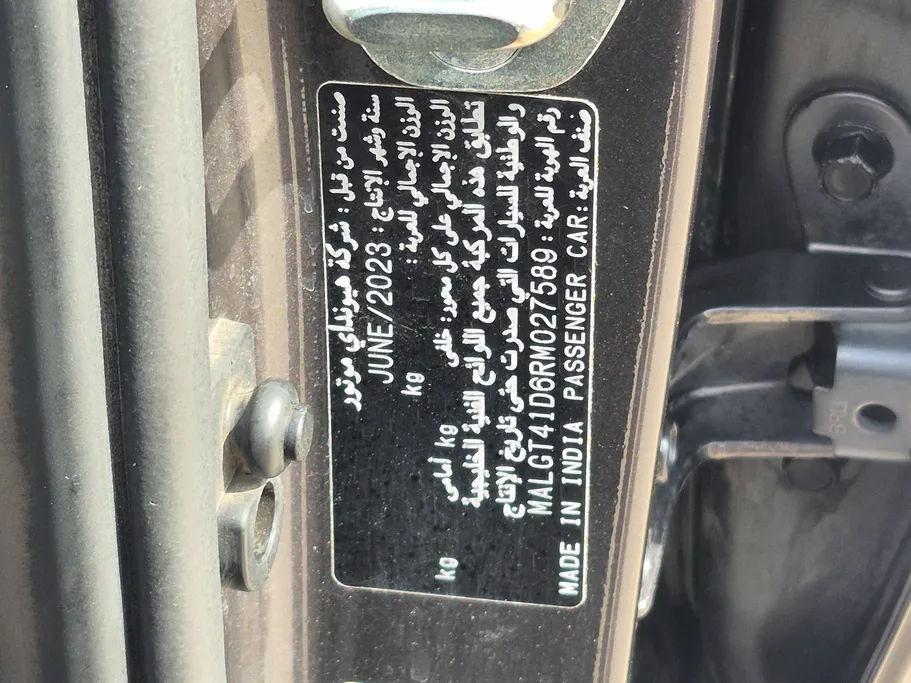 صنعت من قبل : شركة هيونداي موتور
سنة وشهر الإنتاج : JUNE/2023
الوزن الإجمالي للعربة : kg
الوزن الإجمالي على كل محور: خلفي kg أمامي kg
تطابق هذه المركبة جميع اللوائح الفنية الخليجية
والوطنية للسيارات التي صدرت حتى تاريخ الإنتاج
رقم الهوية للعربة : MALGT41D6RM027589
صنف العربة : MADE IN INDIA PASSENGER CAR